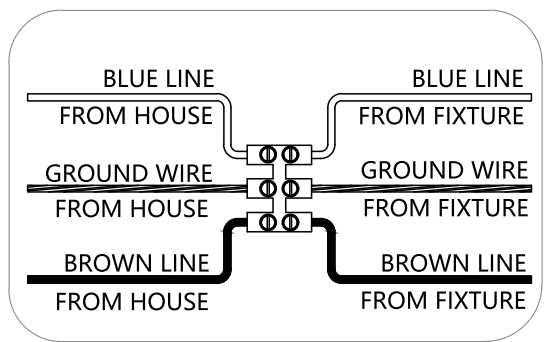 BLUE LINE
FROM HOUSE
BLUE LINE
FROM FIXTURE
GROUND WIRE
FROM HOUSE
GROUND WIRE
FROM FIXTURE
BROWN LINE
FROM HOUSE
BROWN LINE
FROM FIXTURE